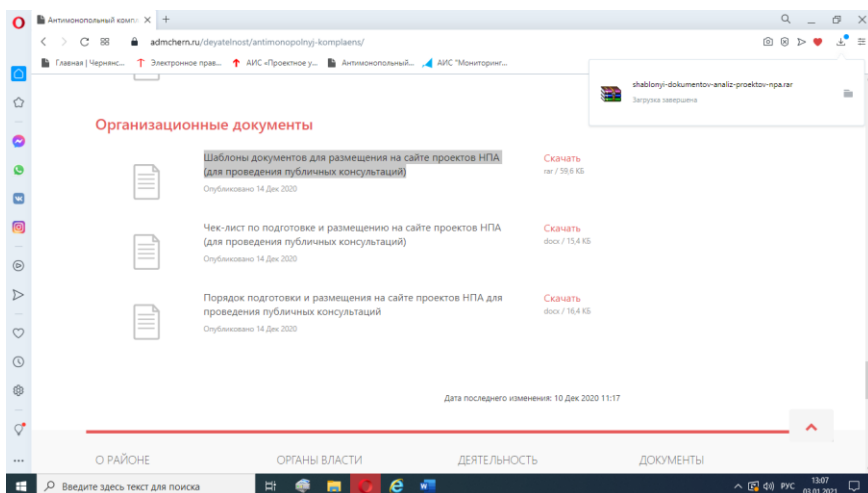 Антимонопольный компл
admchern.ru/deyatelnost/antimonopolnyj-komplaens/
Главная | Чернянс... Электронное прав... АИС «Проектное у... Антимонопольный... АИС "Мониторинг...
shablonyi-dokumentov-analiz-proektov-npa.rar
Загрузка завершена
Организационные документы
Шаблоны документов для размещения на сайте проектов НПА
(для проведения публичных консультаций)
Опубликовано 14 Дек 2020
Скачать
rar / 59,6 КБ
Чек-лист по подготовке и размещению на сайте проектов НПА
(для проведения публичных консультаций)
Опубликовано 14 Дек 2020
Скачать
docx / 15,4 КБ
Порядок подготовки и размещения на сайте проектов НПА для
проведения публичных консультаций
Опубликовано 14 Дек 2020
Скачать
docx / 16,4 КБ
Дата последнего изменения: 10 Дек 2020 11:17
О РАЙОНЕ ОРГАНЫ ВЛАСТИ ДЕЯТЕЛЬНОСТЬ ДОКУМЕНТЫ
Введите здесь текст для поиска
РУС
13:07
03.01.2021